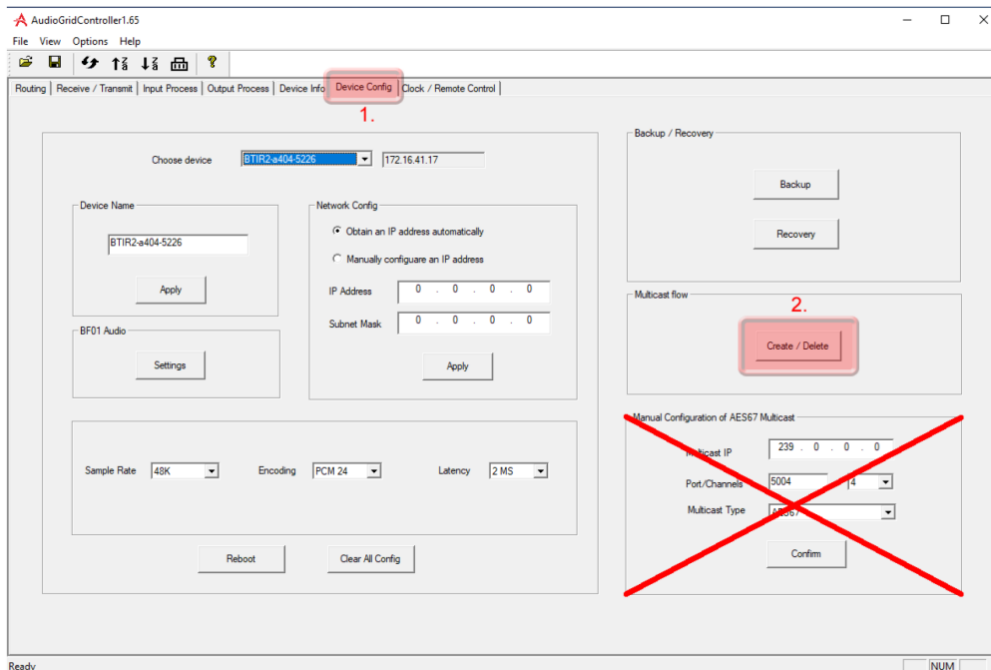 AudioGridController1.65
File View Options Help
Routing Receive / Transmit Input Process Output Process Device Info Device Config Clock / Remote Control
1.
Choose device BTIR2-a404-5226 172.16.41.17
Device Name
BTIR2-a404-5226
Apply
BF01 Audio
Settings
Network Config
Obtain an IP address automatically
Manually configuare an IP address
IP Address 0 . 0 . 0 . 0
Subnet Mask 0 . 0 . 0 . 0
Apply
Sample Rate 48K Encoding PCM 24 Latency 2 MS
Reboot Clear All Config
Backup / Recovery
Backup
Recovery
Multicast flow
2.
Create / Delete
Manual Configuration of AES67 Multicast
Multicast IP 239 . 0 . 0 . 0
Port/Channels 5004 4
Multicast Type AES67
Confirm
Ready NUM